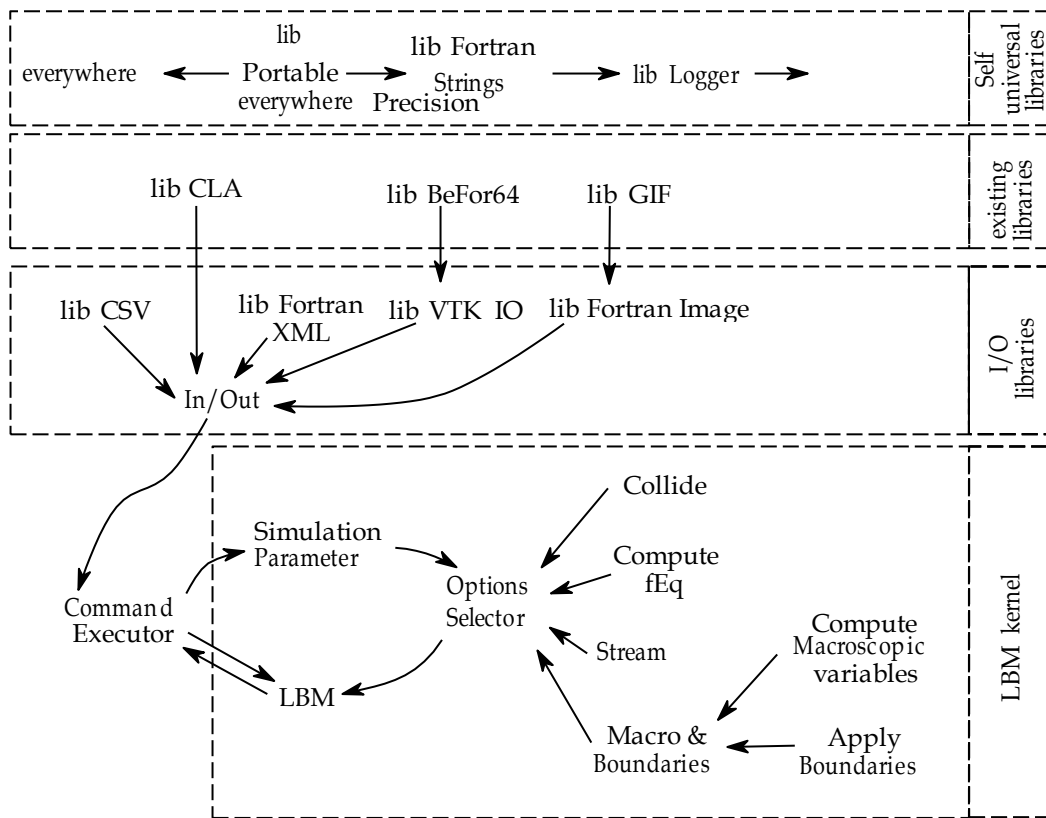 lib
everywhere
Portable
everywhere
Precision
lib Fortran
Strings
lib Logger
Self
universal
libraries
lib CLA
lib BeFor64
lib GIF
existing
libraries
lib CSV
lib Fortran
XML
lib VTK IO
lib Fortran Image
In/Out
I/O
libraries
Collide
Simulation
Parameter
Compute
fEq
Options
Selector
Command
Executor
Stream
Compute
Macroscopic
variables
LBM
Macro &
Boundaries
Apply
Boundaries
LBM kernel